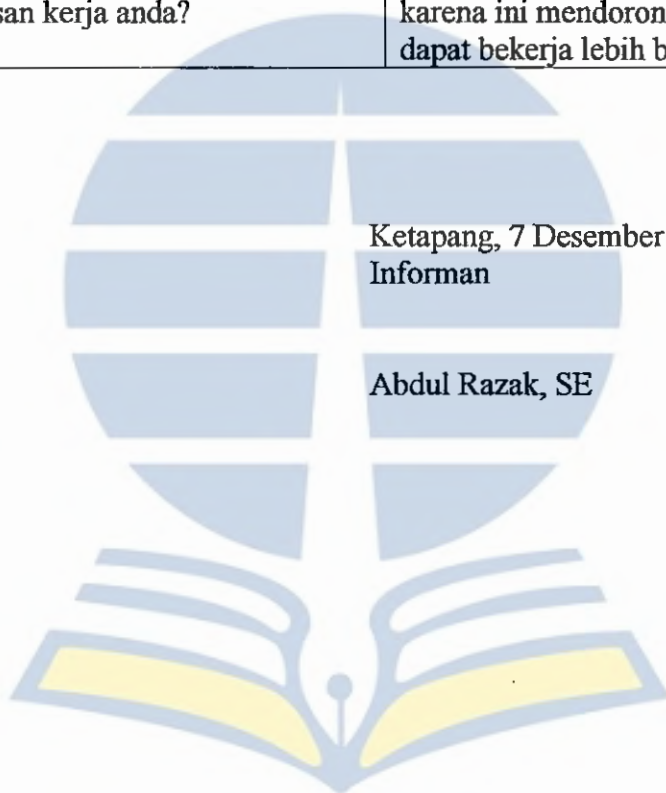 san kerja anda?
karena ini mendoron
dapat bekerja lebih b
Ketapang, 7 Desember
Informan
Abdul Razak, SE